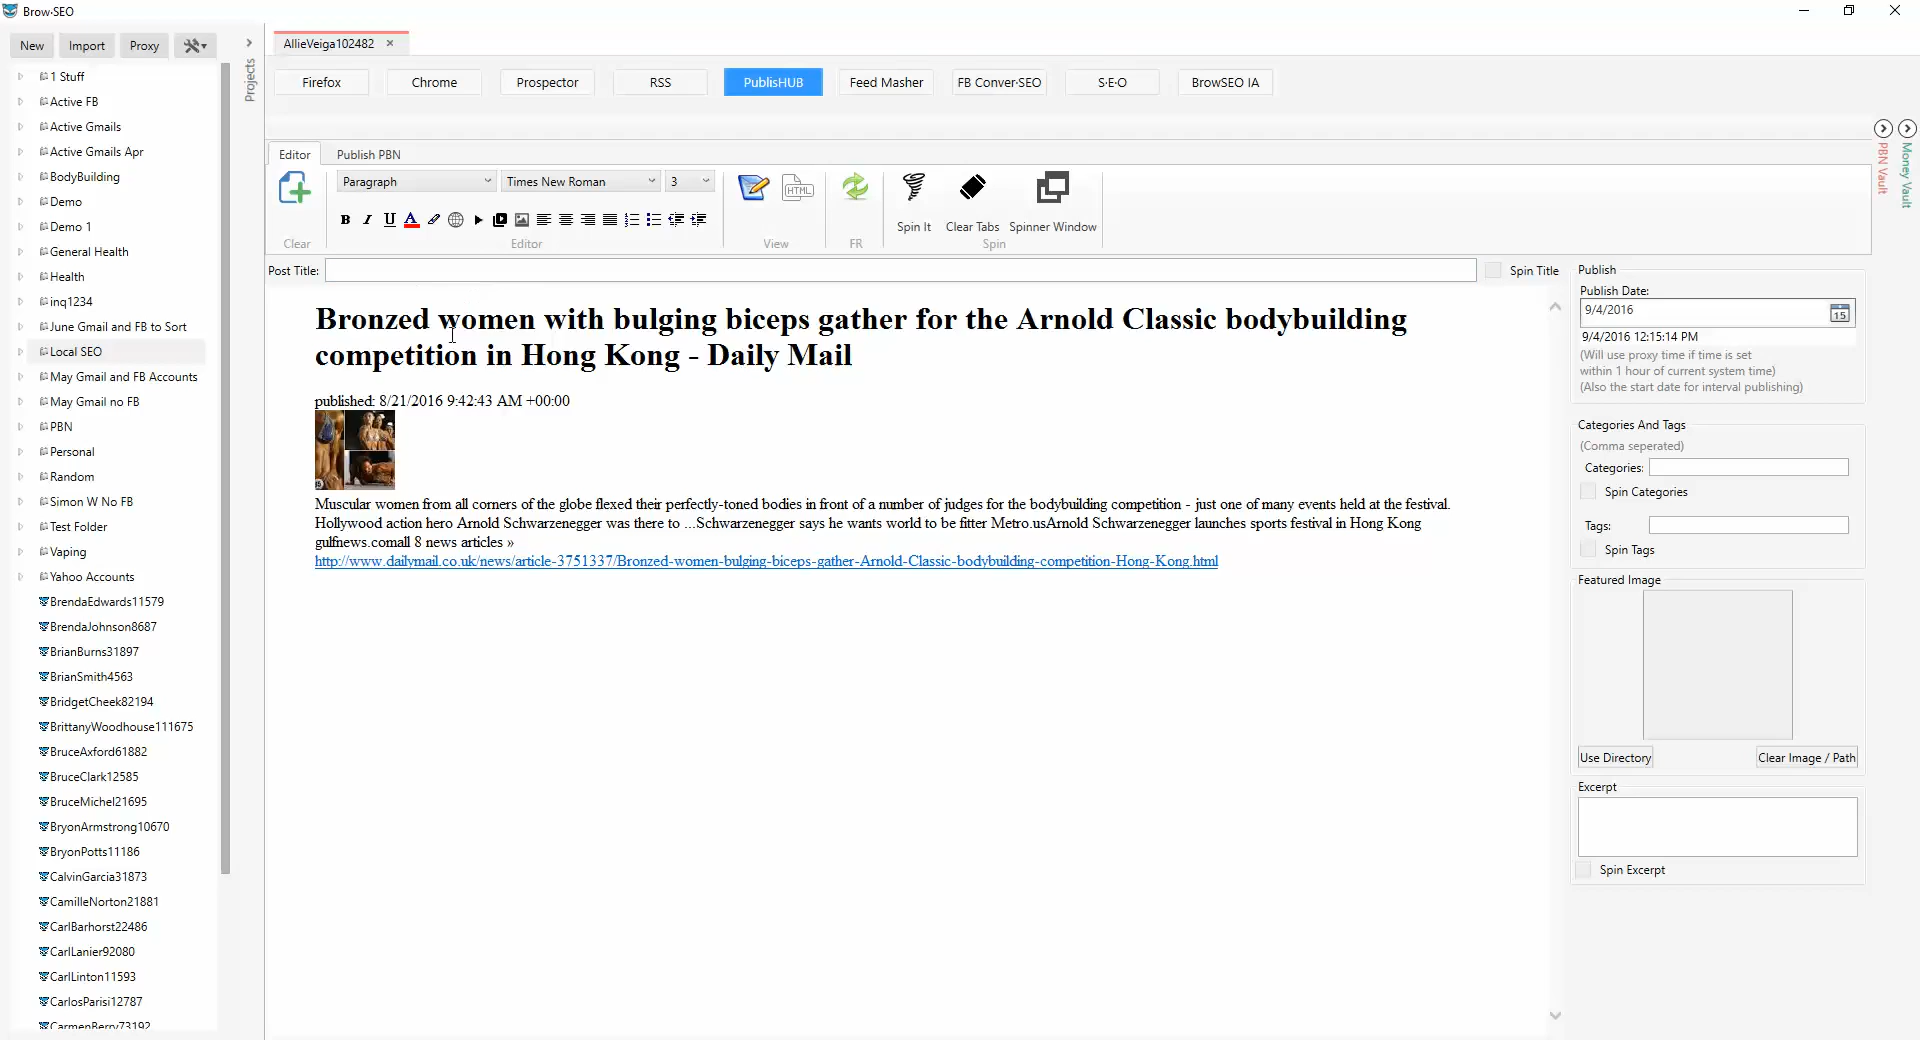 Brow·SEO
New Import Proxy
Projects
AllieVeiga102482 ×
Firefox Chrome Prospector RSS PublisHUB Feed Masher FB Conver·SEO S·E·O BrowSEO IA
1 Stuff
Active FB
Active Gmails
Active Gmails Apr
BodyBuilding
Demo
Demo 1
General Health
Health
inq1234
June Gmail and FB to Sort
Local SEO
May Gmail and FB Accounts
May Gmail no FB
PBN
Personal
Random
Simon W No FB
Test Folder
Vaping
Yahoo Accounts
BrendaEdwards11579
BrendaJohnson8687
BrianBurns31897
BrianSmith4563
BridgetCheek82194
BrittanyWoodhouse111675
BruceAxford61882
BruceClark12585
BruceMichel21695
BryonArmstrong10670
BryonPotts11186
CalvinGarcia31873
CamilleNorton21881
CarlBarhorst22486
CarlLanier92080
CarlLinton11593
CarlosParisi12787
CarmenBerry73192
Editor Publish PBN
Paragraph Times New Roman 3
HTML
B I U A
Spin It Clear Tabs Spinner Window
Clear Editor View FR Spin
PBN Vault
Money Vault
Post Title: Spin Title
Bronzed women with bulging biceps gather for the Arnold Classic bodybuilding
competition in Hong Kong - Daily Mail
published: 8/21/2016 9:42:43 AM +00:00
Muscular women from all corners of the globe flexed their perfectly-toned bodies in front of a number of judges for the bodybuilding competition - just one of many events held at the festival.
Hollywood action hero Arnold Schwarzenegger was there to ...Schwarzenegger says he wants world to be fitter Metro.usArnold Schwarzenegger launches sports festival in Hong Kong
gulfnews.comall 8 news articles »
http://www.dailymail.co.uk/news/article-3751337/Bronzed-women-bulging-biceps-gather-Arnold-Classic-bodybuilding-competition-Hong-Kong.html
Publish
Publish Date:
9/4/2016 15
9/4/2016 12:15:14 PM
(Will use proxy time if time is set
within 1 hour of current system time)
(Also the start date for interval publishing)
Categories And Tags
(Comma seperated)
Categories:
Spin Categories
Tags:
Spin Tags
Featured Image
Use Directory Clear Image / Path
Excerpt
Spin Excerpt